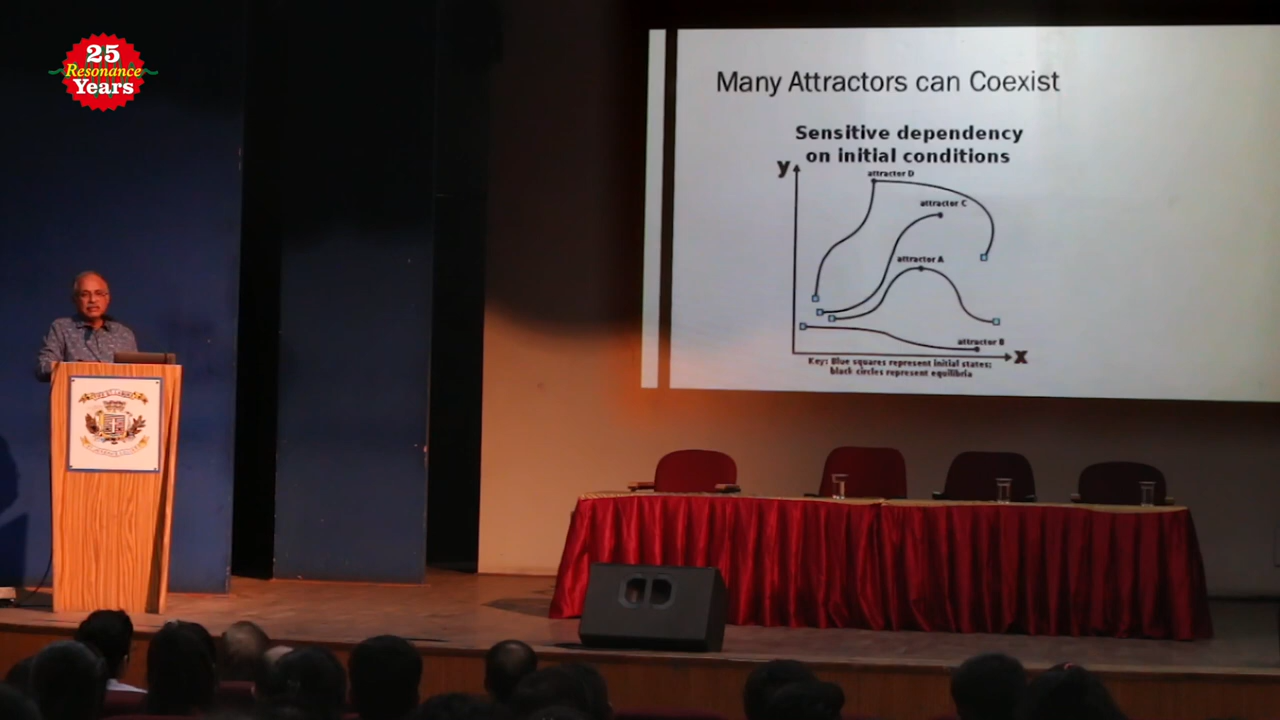 25
Resonance
Years
Many Attractors can Coexist
Sensitive dependency
on initial conditions
y
attractor D
attractor C
attractor A
attractor B
x
Key: Blue squares represent initial states;
black circles represent equilibria